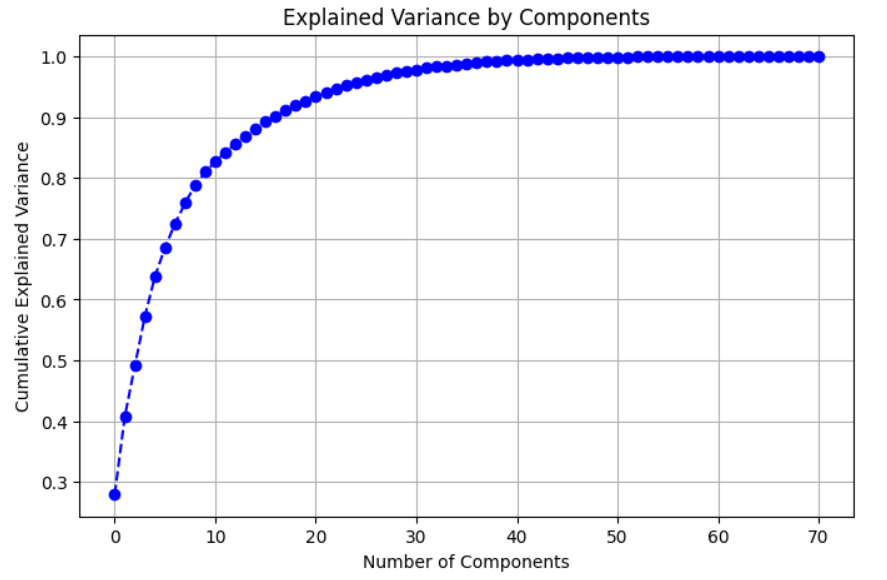 Explained Variance by Components
Cumulative Explained Variance
1.0
0.9
0.8
0.7
0.6
0.5
0.4
0.3
0 10 20 30 40 50 60 70
Number of Components